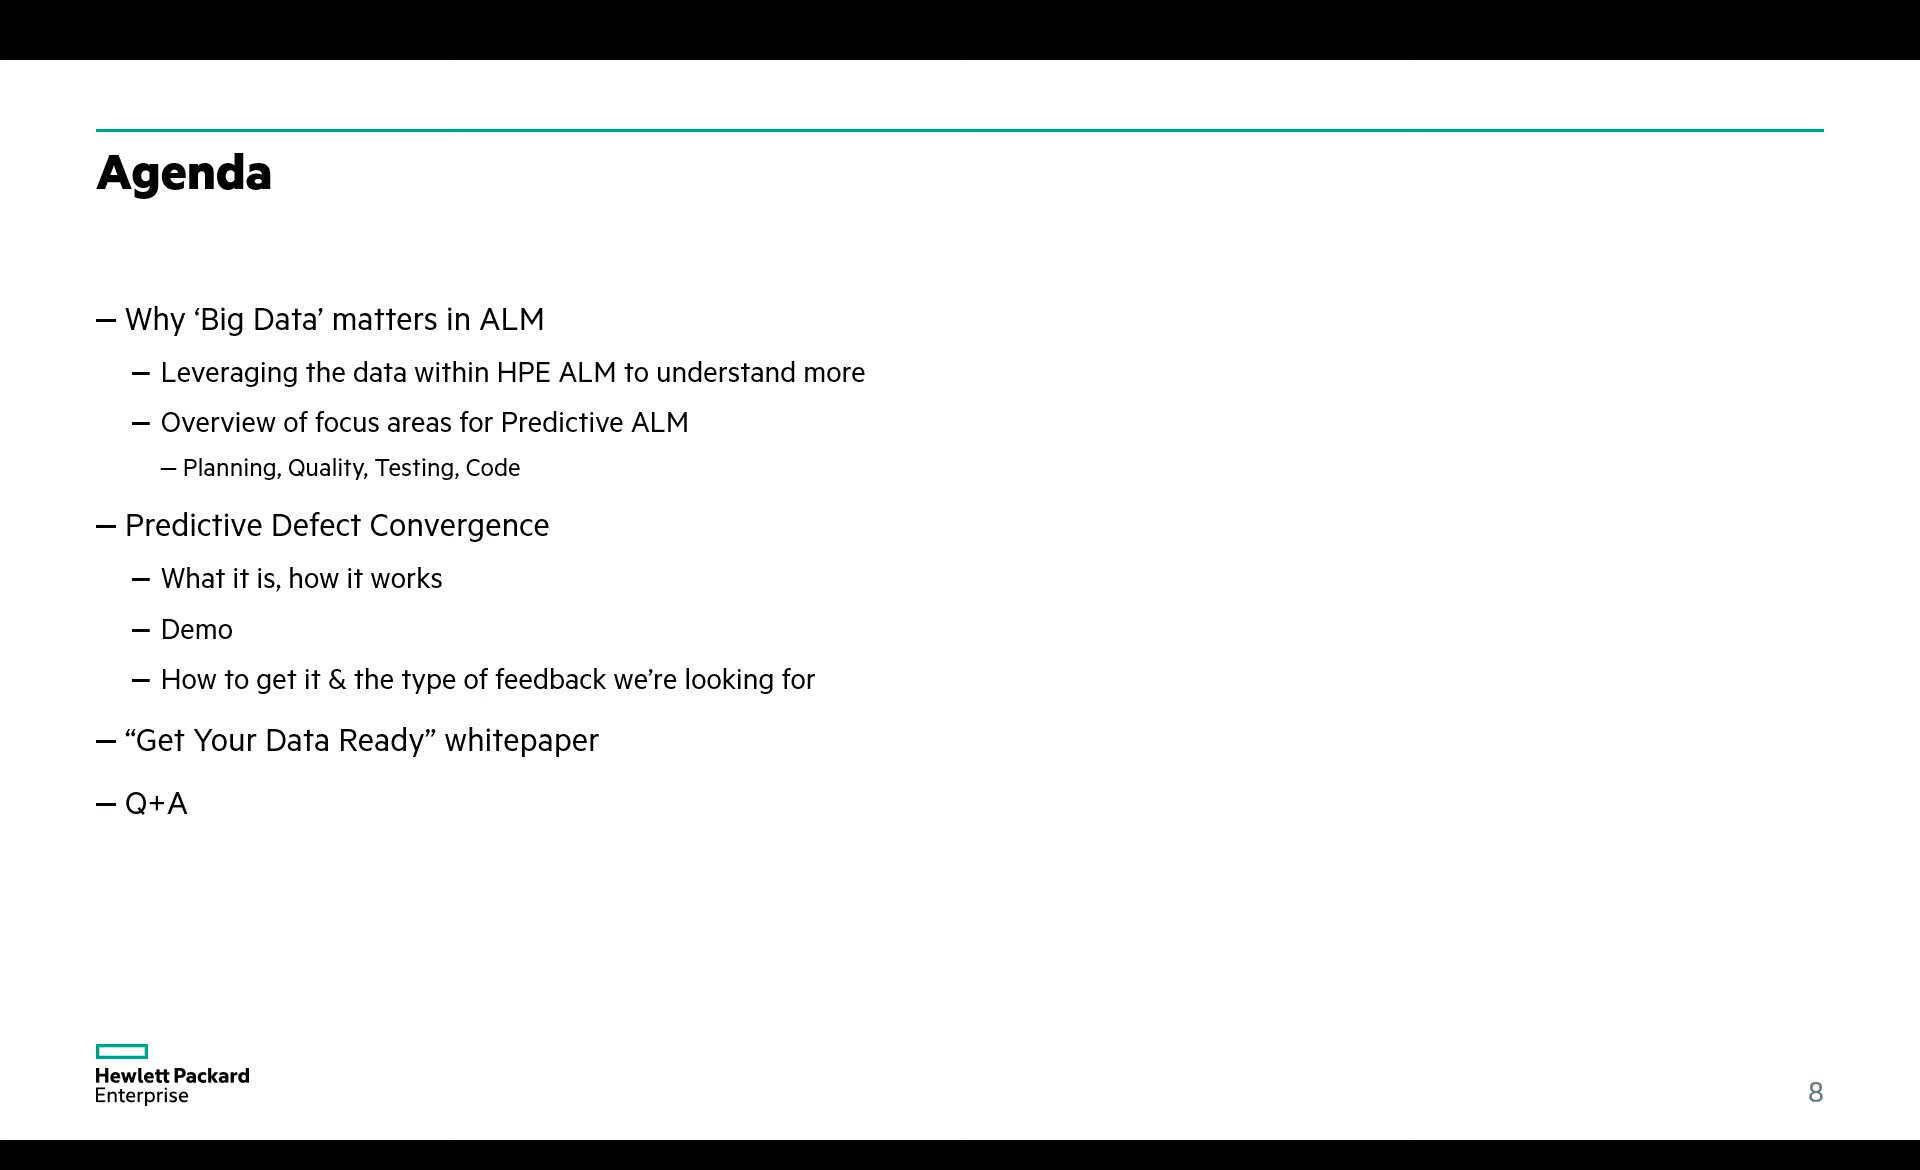 Agenda
– Why ‘Big Data’ matters in ALM
– Leveraging the data within HPE ALM to understand more
– Overview of focus areas for Predictive ALM
– Planning, Quality, Testing, Code
– Predictive Defect Convergence
– What it is, how it works
– Demo
– How to get it & the type of feedback we’re looking for
– “Get Your Data Ready” whitepaper
– Q+A
Hewlett Packard
Enterprise
8